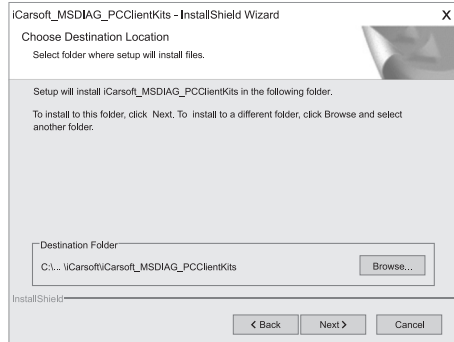 iCarsoft_MSDIAG_PCClientKits - InstallShield Wizard X
Choose Destination Location
Select folder where setup will install files.
Setup will install iCarsoft_MSDIAG_PCClientKits in the following folder.
To install to this folder, click Next. To install to a different folder, click Browse and select
another folder.
Destination Folder
C:\... \iCarsoft\iCarsoft_MSDIAG_PCClientKits
Browse...
InstallShield
< Back Next > Cancel